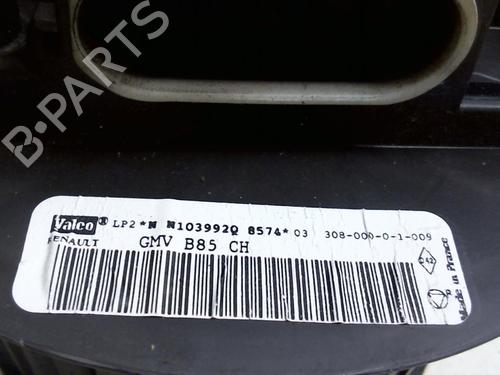 B-PARTS
Valeo® LP2 *N N103992Q 8574* 03 308-000-0-1-009
RENAULT GMV B85 CH
Made in France